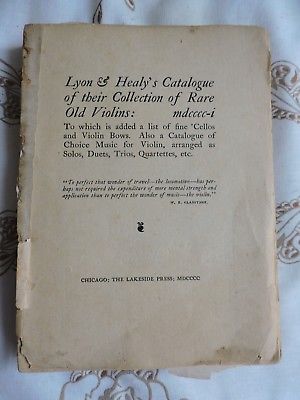 Lyon & Healy's Catalogue
of their Collection of Rare
Old Violins: mdcccc-i
To which is added a list of fine 'Cellos
and Violin Bows. Also a Catalogue of
Choice Music for Violin, arranged as
Solos, Duets, Trios, Quartettes, etc.
"To perfect that wonder of travel—the locomotion—has per-
haps not required the expenditure of more mental strength and
application than to perfect the wonder of music—the violin."
W. E. GLADSTONE.
CHICAGO: THE LAKESIDE PRESS; MDCCCC